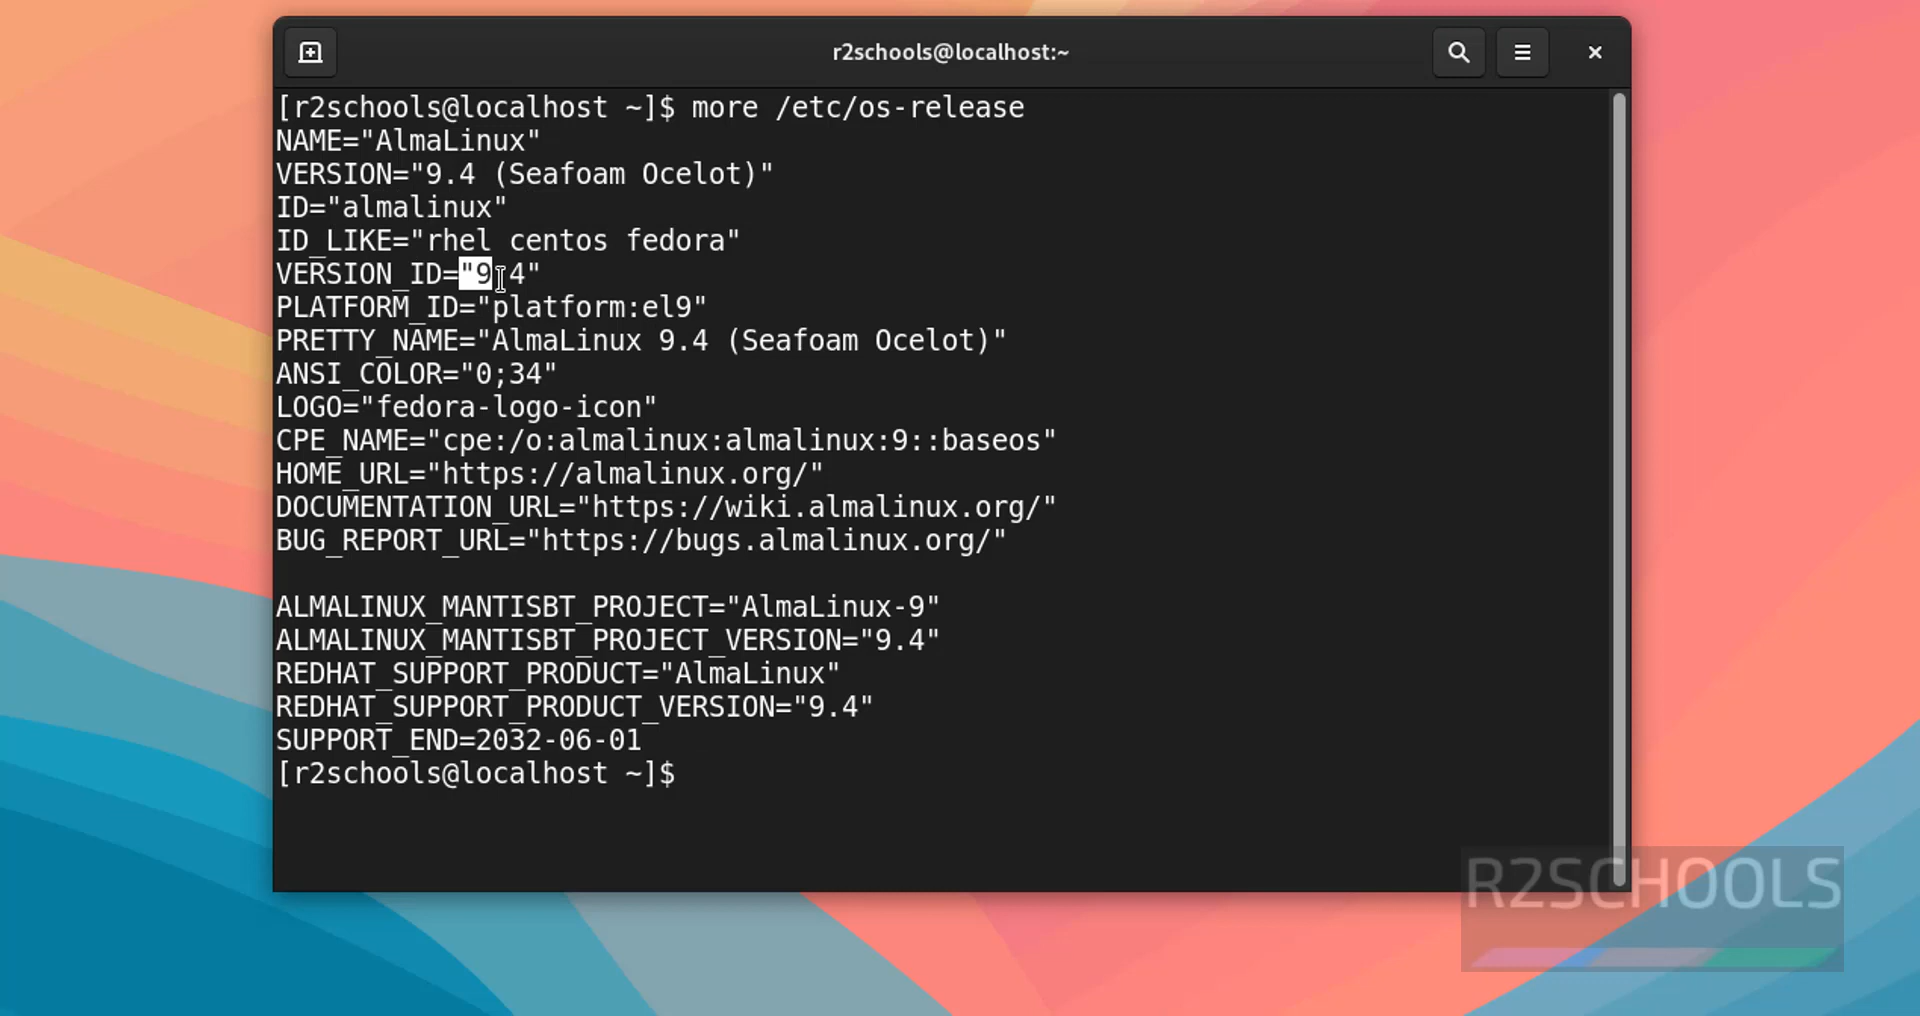 r2schools@localhost:~
[r2schools@localhost ~]$ more /etc/os-release
NAME="AlmaLinux"
VERSION="9.4 (Seafoam Ocelot)"
ID="almalinux"
ID_LIKE="rhel centos fedora"
VERSION_ID="9.4"
PLATFORM_ID="platform:el9"
PRETTY_NAME="AlmaLinux 9.4 (Seafoam Ocelot)"
ANSI_COLOR="0;34"
LOGO="fedora-logo-icon"
CPE_NAME="cpe:/o:almalinux:almalinux:9::baseos"
HOME_URL="https://almalinux.org/"
DOCUMENTATION_URL="https://wiki.almalinux.org/"
BUG_REPORT_URL="https://bugs.almalinux.org/"
ALMALINUX_MANTISBT_PROJECT="AlmaLinux-9"
ALMALINUX_MANTISBT_PROJECT_VERSION="9.4"
REDHAT_SUPPORT_PRODUCT="AlmaLinux"
REDHAT_SUPPORT_PRODUCT_VERSION="9.4"
SUPPORT_END=2032-06-01
[r2schools@localhost ~]$
R2SCHOOLS